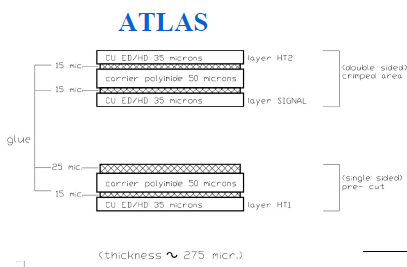 ATLAS
CU ED/HD 35 microns layer HT2
15 mic.
carrier polyimide 50 microns
(double sided)
crimped area
15 mic.
CU ED/HD 35 microns layer SIGNAL
glue
25 mic.
carrier polyimide 50 microns
(single sided)
pre- cut
15 mic.
CU ED/HD 35 microns layer HT1
(thickness ~ 275 micr.)